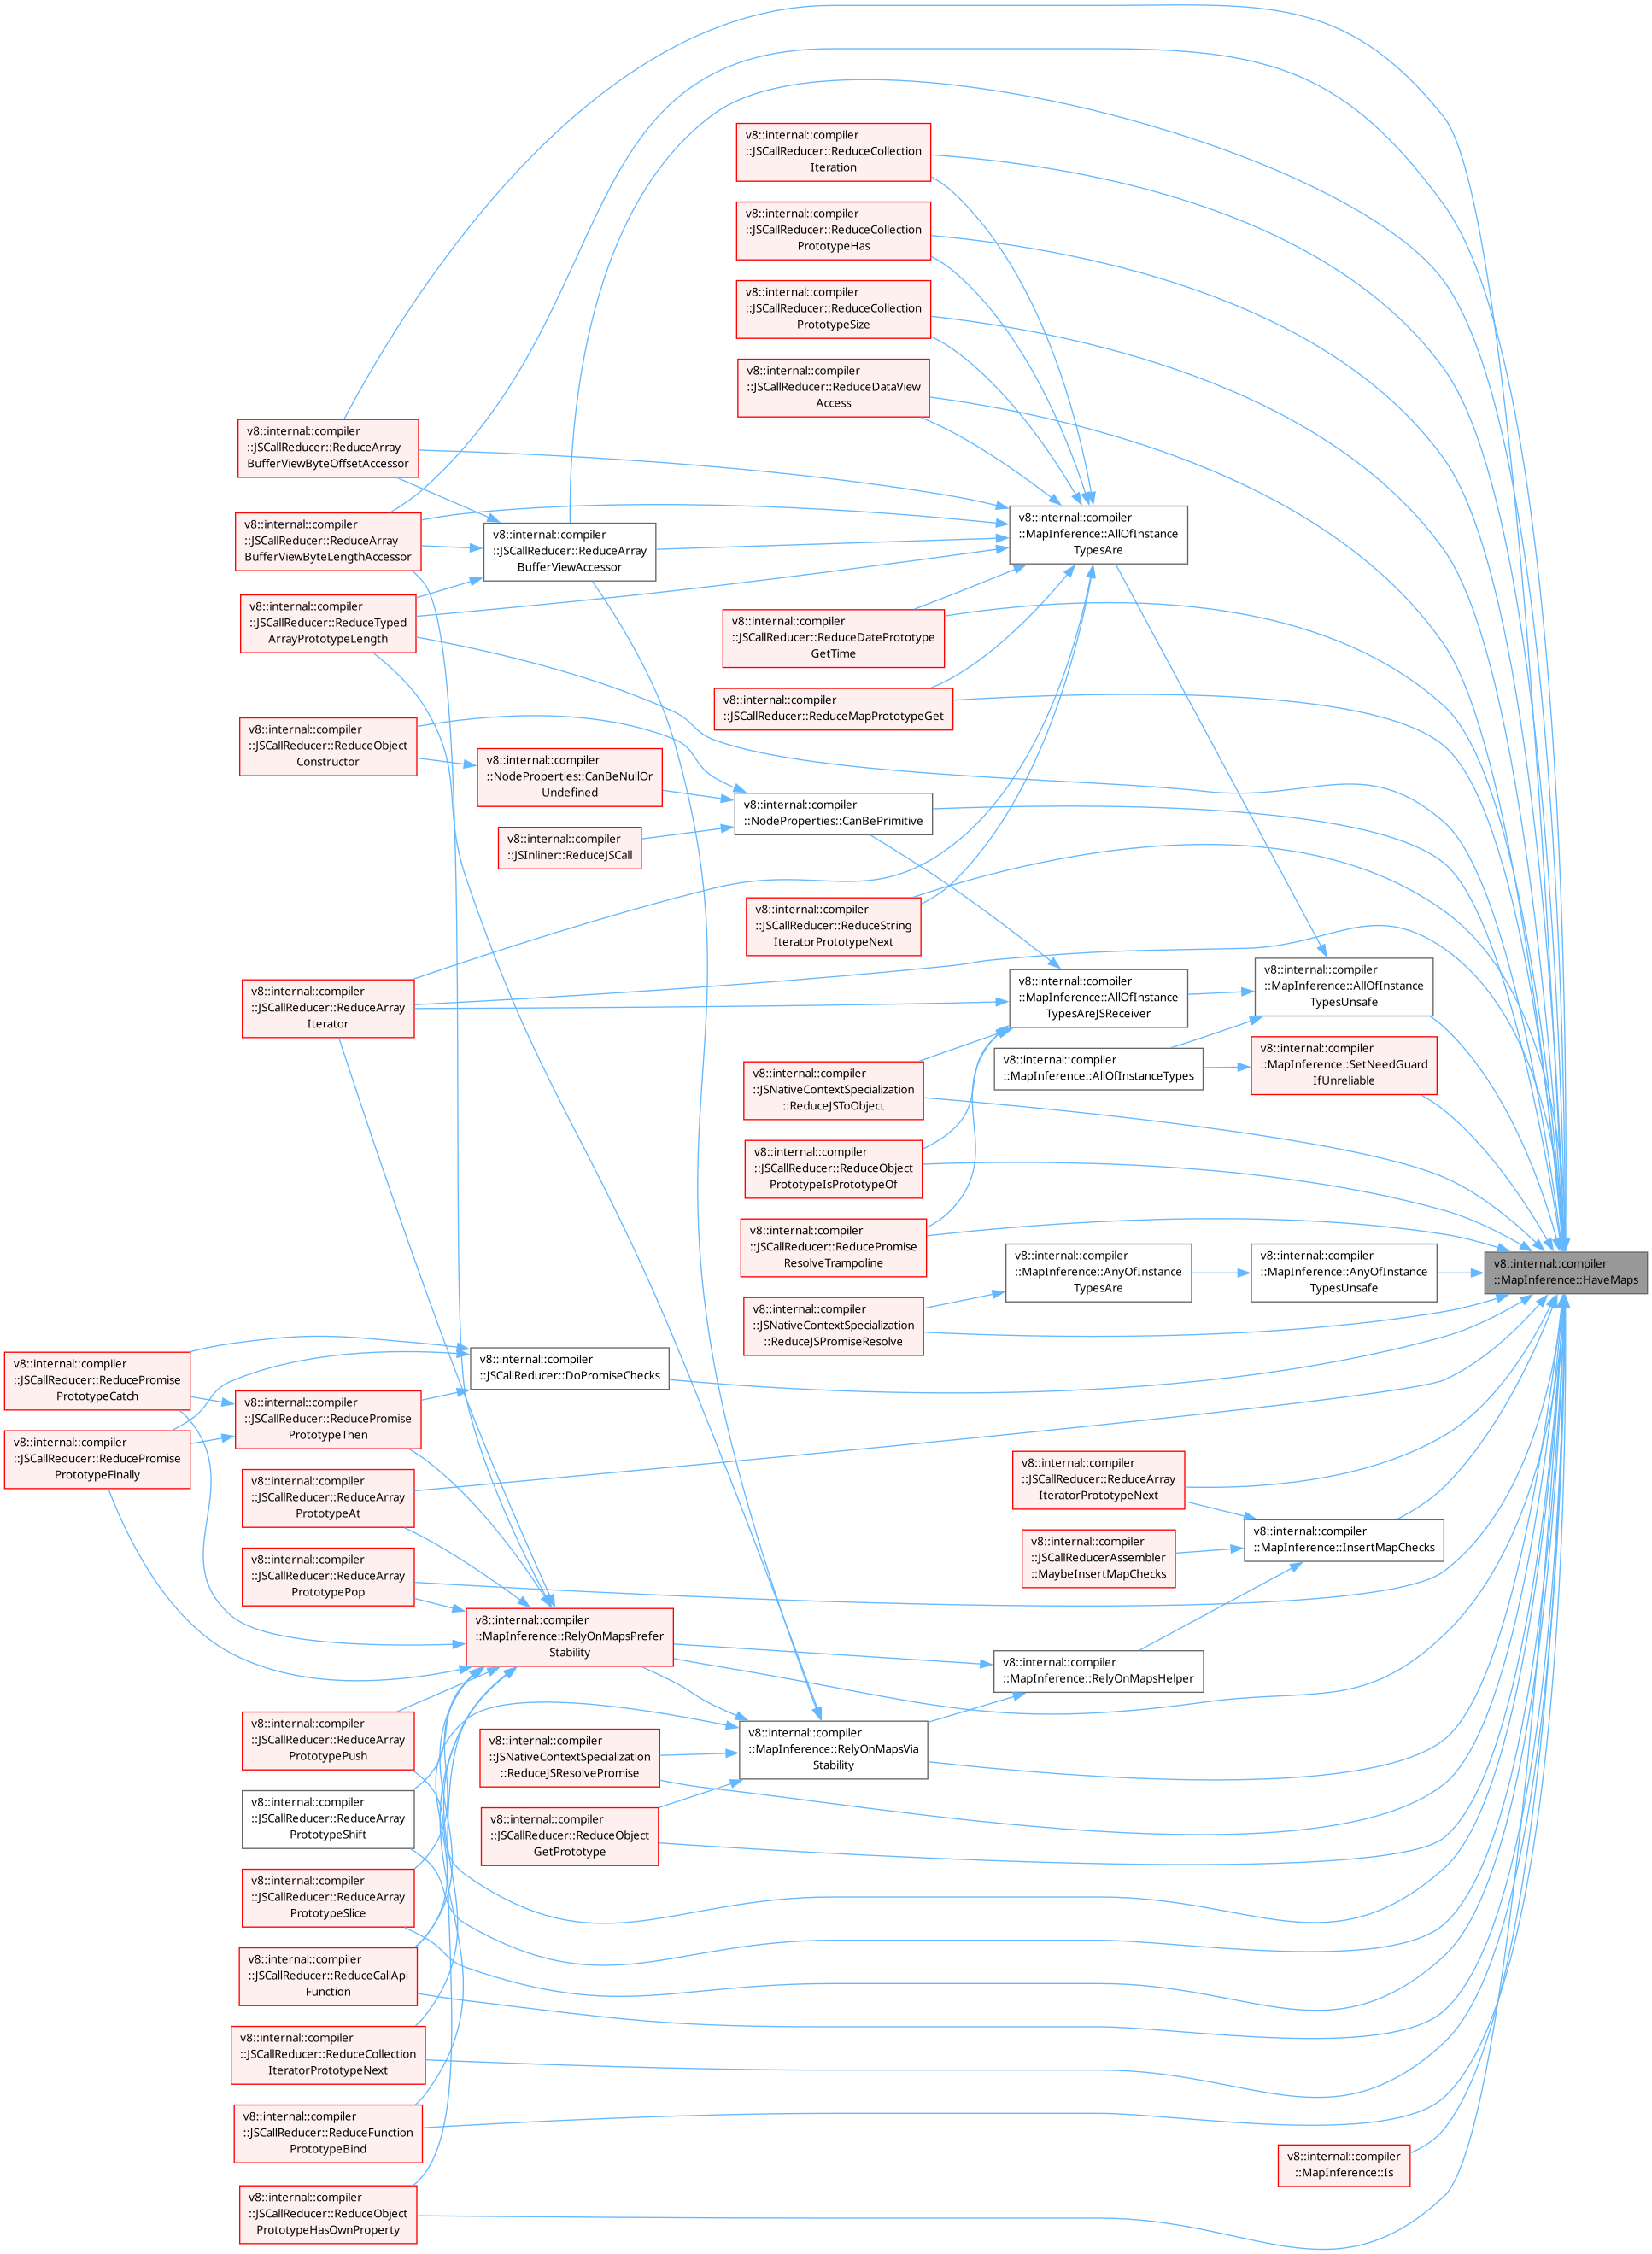 v8::internal::compiler
::JSCallReducer::ReduceCollection
Iteration
v8::internal::compiler
::JSCallReducer::ReduceCollection
PrototypeHas
v8::internal::compiler
::JSCallReducer::ReduceCollection
PrototypeSize
v8::internal::compiler
::JSCallReducer::ReduceDataView
Access
v8::internal::compiler
::JSCallReducer::ReduceArray
BufferViewByteOffsetAccessor
v8::internal::compiler
::JSCallReducer::ReduceArray
BufferViewByteLengthAccessor
v8::internal::compiler
::JSCallReducer::ReduceArray
BufferViewAccessor
v8::internal::compiler
::MapInference::AllOfInstance
TypesAre
v8::internal::compiler
::JSCallReducer::ReduceTyped
ArrayPrototypeLength
v8::internal::compiler
::JSCallReducer::ReduceDatePrototype
GetTime
v8::internal::compiler
::JSCallReducer::ReduceMapPrototypeGet
v8::internal::compiler
::JSCallReducer::ReduceObject
Constructor
v8::internal::compiler
::NodeProperties::CanBeNullOr
Undefined
v8::internal::compiler
::NodeProperties::CanBePrimitive
v8::internal::compiler
::JSInliner::ReduceJSCall
v8::internal::compiler
::JSCallReducer::ReduceString
IteratorPrototypeNext
v8::internal::compiler
::JSCallReducer::ReduceArray
Iterator
v8::internal::compiler
::MapInference::AllOfInstance
TypesAreJSReceiver
v8::internal::compiler
::MapInference::AllOfInstance
TypesUnsafe
v8::internal::compiler
::JSNativeContextSpecialization
::ReduceJSToObject
v8::internal::compiler
::MapInference::AllOfInstanceTypes
v8::internal::compiler
::MapInference::SetNeedGuard
IfUnreliable
v8::internal::compiler
::JSCallReducer::ReduceObject
PrototypeIsPrototypeOf
v8::internal::compiler
::JSCallReducer::ReducePromise
ResolveTrampoline
v8::internal::compiler
::MapInference::AnyOfInstance
TypesAre
v8::internal::compiler
::MapInference::AnyOfInstance
TypesUnsafe
v8::internal::compiler
::MapInference::HaveMaps
v8::internal::compiler
::JSNativeContextSpecialization
::ReduceJSPromiseResolve
v8::internal::compiler
::JSCallReducer::ReducePromise
PrototypeCatch
v8::internal::compiler
::JSCallReducer::DoPromiseChecks
v8::internal::compiler
::JSCallReducer::ReducePromise
PrototypeThen
v8::internal::compiler
::JSCallReducer::ReducePromise
PrototypeFinally
v8::internal::compiler
::JSCallReducer::ReduceArray
PrototypeAt
v8::internal::compiler
::JSCallReducer::ReduceArray
IteratorPrototypeNext
v8::internal::compiler
::MapInference::InsertMapChecks
v8::internal::compiler
::JSCallReducerAssembler
::MaybeInsertMapChecks
v8::internal::compiler
::JSCallReducer::ReduceArray
PrototypePop
v8::internal::compiler
::MapInference::RelyOnMapsPrefer
Stability
v8::internal::compiler
::MapInference::RelyOnMapsHelper
v8::internal::compiler
::JSCallReducer::ReduceArray
PrototypePush
v8::internal::compiler
::JSNativeContextSpecialization
::ReduceJSResolvePromise
v8::internal::compiler
::MapInference::RelyOnMapsVia
Stability
v8::internal::compiler
::JSCallReducer::ReduceArray
PrototypeShift
v8::internal::compiler
::JSCallReducer::ReduceObject
GetPrototype
v8::internal::compiler
::JSCallReducer::ReduceArray
PrototypeSlice
v8::internal::compiler
::JSCallReducer::ReduceCallApi
Function
v8::internal::compiler
::JSCallReducer::ReduceCollection
IteratorPrototypeNext
v8::internal::compiler
::JSCallReducer::ReduceFunction
PrototypeBind
v8::internal::compiler
::MapInference::Is
v8::internal::compiler
::JSCallReducer::ReduceObject
PrototypeHasOwnProperty